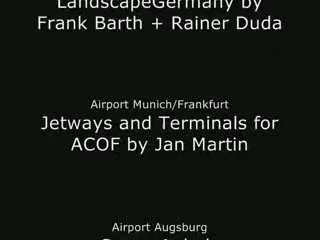 LandscapeGermany by
Frank Barth + Rainer Duda
Airport Munich/Frankfurt
Jetways and Terminals for
ACOF by Jan Martin
Airport Augsburg